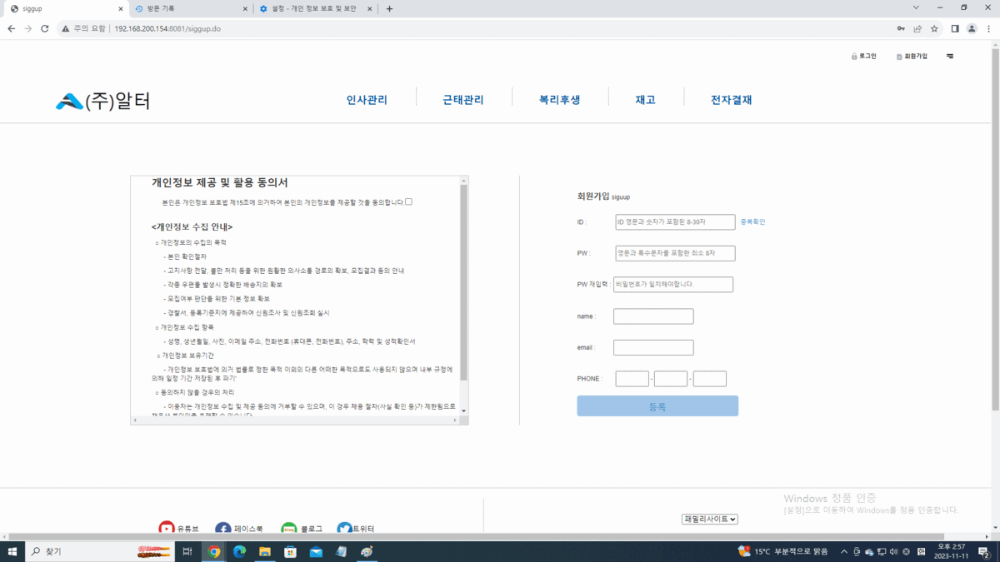 siggup
방문 기록
설정 - 개인 정보 보호 및 보안
주의 요함
192.168.200.154:8081/siggup.do
로그인
회원가입
(주)알터
인사관리
근태관리
복리후생
재고
전자결재
개인정보 제공 및 활용 동의서
본인은 개인정보 보호법 제15조에 의거하여 본인의 개인정보를 제공할 것을 동의합니다.
<개인정보 수집 안내>
○ 개인정보의 수집의 목적
- 본인 확인절차
- 고지사항 전달, 불만 처리 등을 위한 원활한 의사소통 경로의 확보, 모집결과 등의 안내
- 각종 우편물 발생시 정확한 배송지의 확보
- 모집여부 판단을 위한 기본 정보 확보
- 경찰서, 등록기준지에 제공하여 신원조사 및 신원조회 실시
○ 개인정보 수집 항목
- 성명, 생년월일, 사진, 이메일 주소, 전화번호 (휴대폰, 전화번호), 주소, 학력 및 성적확인서
○ 개인정보 보유기간
- 개인정보 보호법에 의거 법률로 정한 목적 이외의 다른 어떠한 목적으로도 사용되지 않으며 내부 규정에
의해 일정 기간 저장된 후 파기'
○ 동의하지 않을 경우의 처리
- 이용자는 개인정보 수집 및 제공 동의에 거부할 수 있으며, 이 경우 채용 절차(사실 확인 등)가 제한됨으로
회원가입 siguup
ID :
ID 영문과 숫자가 포함된 8-30자
중복확인
PW :
영문과 특수문자를 포함한 최소 8자
PW 재입력 :
비밀번호가 일치해야합니다.
name :
email :
PHONE :
-
-
등록
Windows 정품 인증
[설정]으로 이동하여 Windows를 정품 인증합니다.
유튜브
페이스북
블로그
트위터
패밀리사이트
찾기
15°C 부분적으로 맑음
오후 2:57
2023-11-11
2